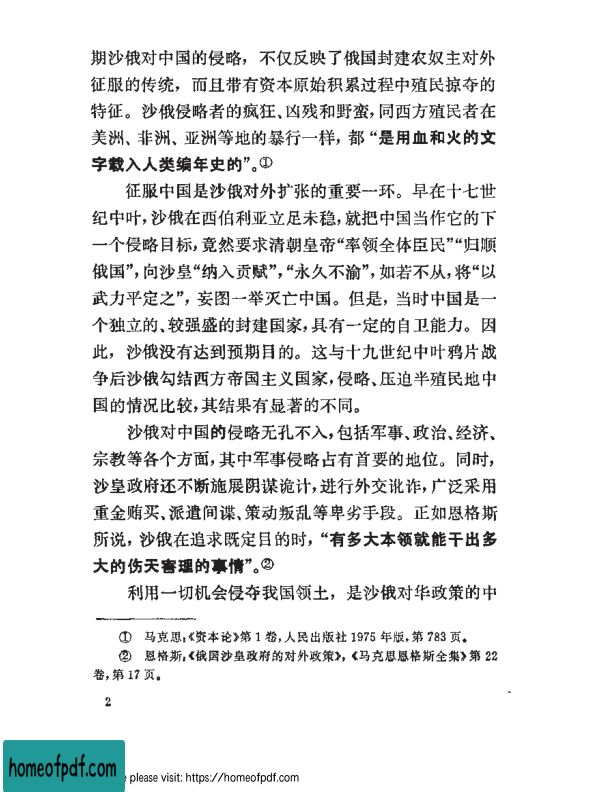 期沙俄对中国的侵略，不仅反映了俄国封建农奴主对外
征服的传统，而且带有资本原始积累过程中殖民掠夺的
特征。沙俄侵略者的疯狂、凶残和野蛮，同西方殖民者在
美洲、非洲、亚洲等地的暴行一样，都“是用血和火的文
字载入人类编年史的”。①
征服中国是沙俄对外扩张的重要一环。早在十七世
纪中叶，沙俄在西伯利亚立足未稳，就把中国当作它的下
一个侵略目标，竟然要求清朝皇帝“率领全体臣民”“归顺
俄国”，向沙皇“纳入贡赋”，“永久不渝”，如若不从，将“以
武力平定之”，妄图一举灭亡中国。但是，当时中国是一
个独立的、较强盛的封建国家，具有一定的自卫能力。因
此，沙俄没有达到预期目的。这与十九世纪中叶鸦片战
争后沙俄勾结西方帝国主义国家，侵略、压迫半殖民地中
国的情况比较，其结果有显著的不同。
沙俄对中国的侵略无孔不入，包括军事、政治、经济、
宗教等各个方面，其中军事侵略占有首要的地位。同时，
沙皇政府还不断施展阴谋诡计，进行外交讹诈，广泛采用
重金贿买、派遣间谍、策动叛乱等卑劣手段。正如恩格斯
所说，沙俄在追求既定目的时，“有多大本领就能干出多
大的伤天害理的事情”。②
利用一切机会侵夺我国领土，是沙俄对华政策的中
① 马克思：《资本论》第1卷，人民出版社1975年版，第783页。
② 恩格斯：《俄国沙皇政府的对外政策》，《马克思恩格斯全集》第22
卷，第17页。
2
homeofpdf.com
e please visit: https://homeofpdf.com